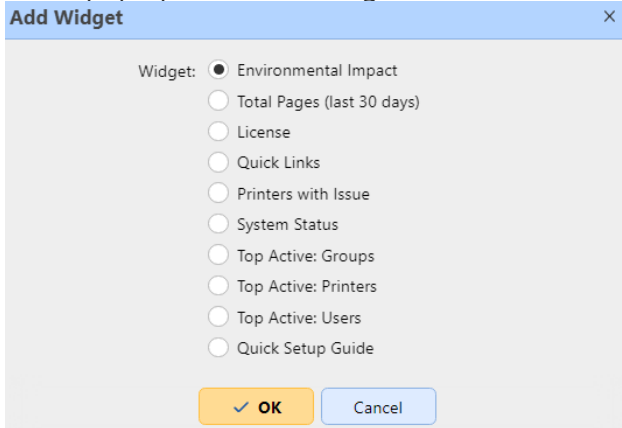 Add Widget
Widget: Environmental Impact
Total Pages (last 30 days)
License
Quick Links
Printers with Issue
System Status
Top Active: Groups
Top Active: Printers
Top Active: Users
Quick Setup Guide
OK Cancel